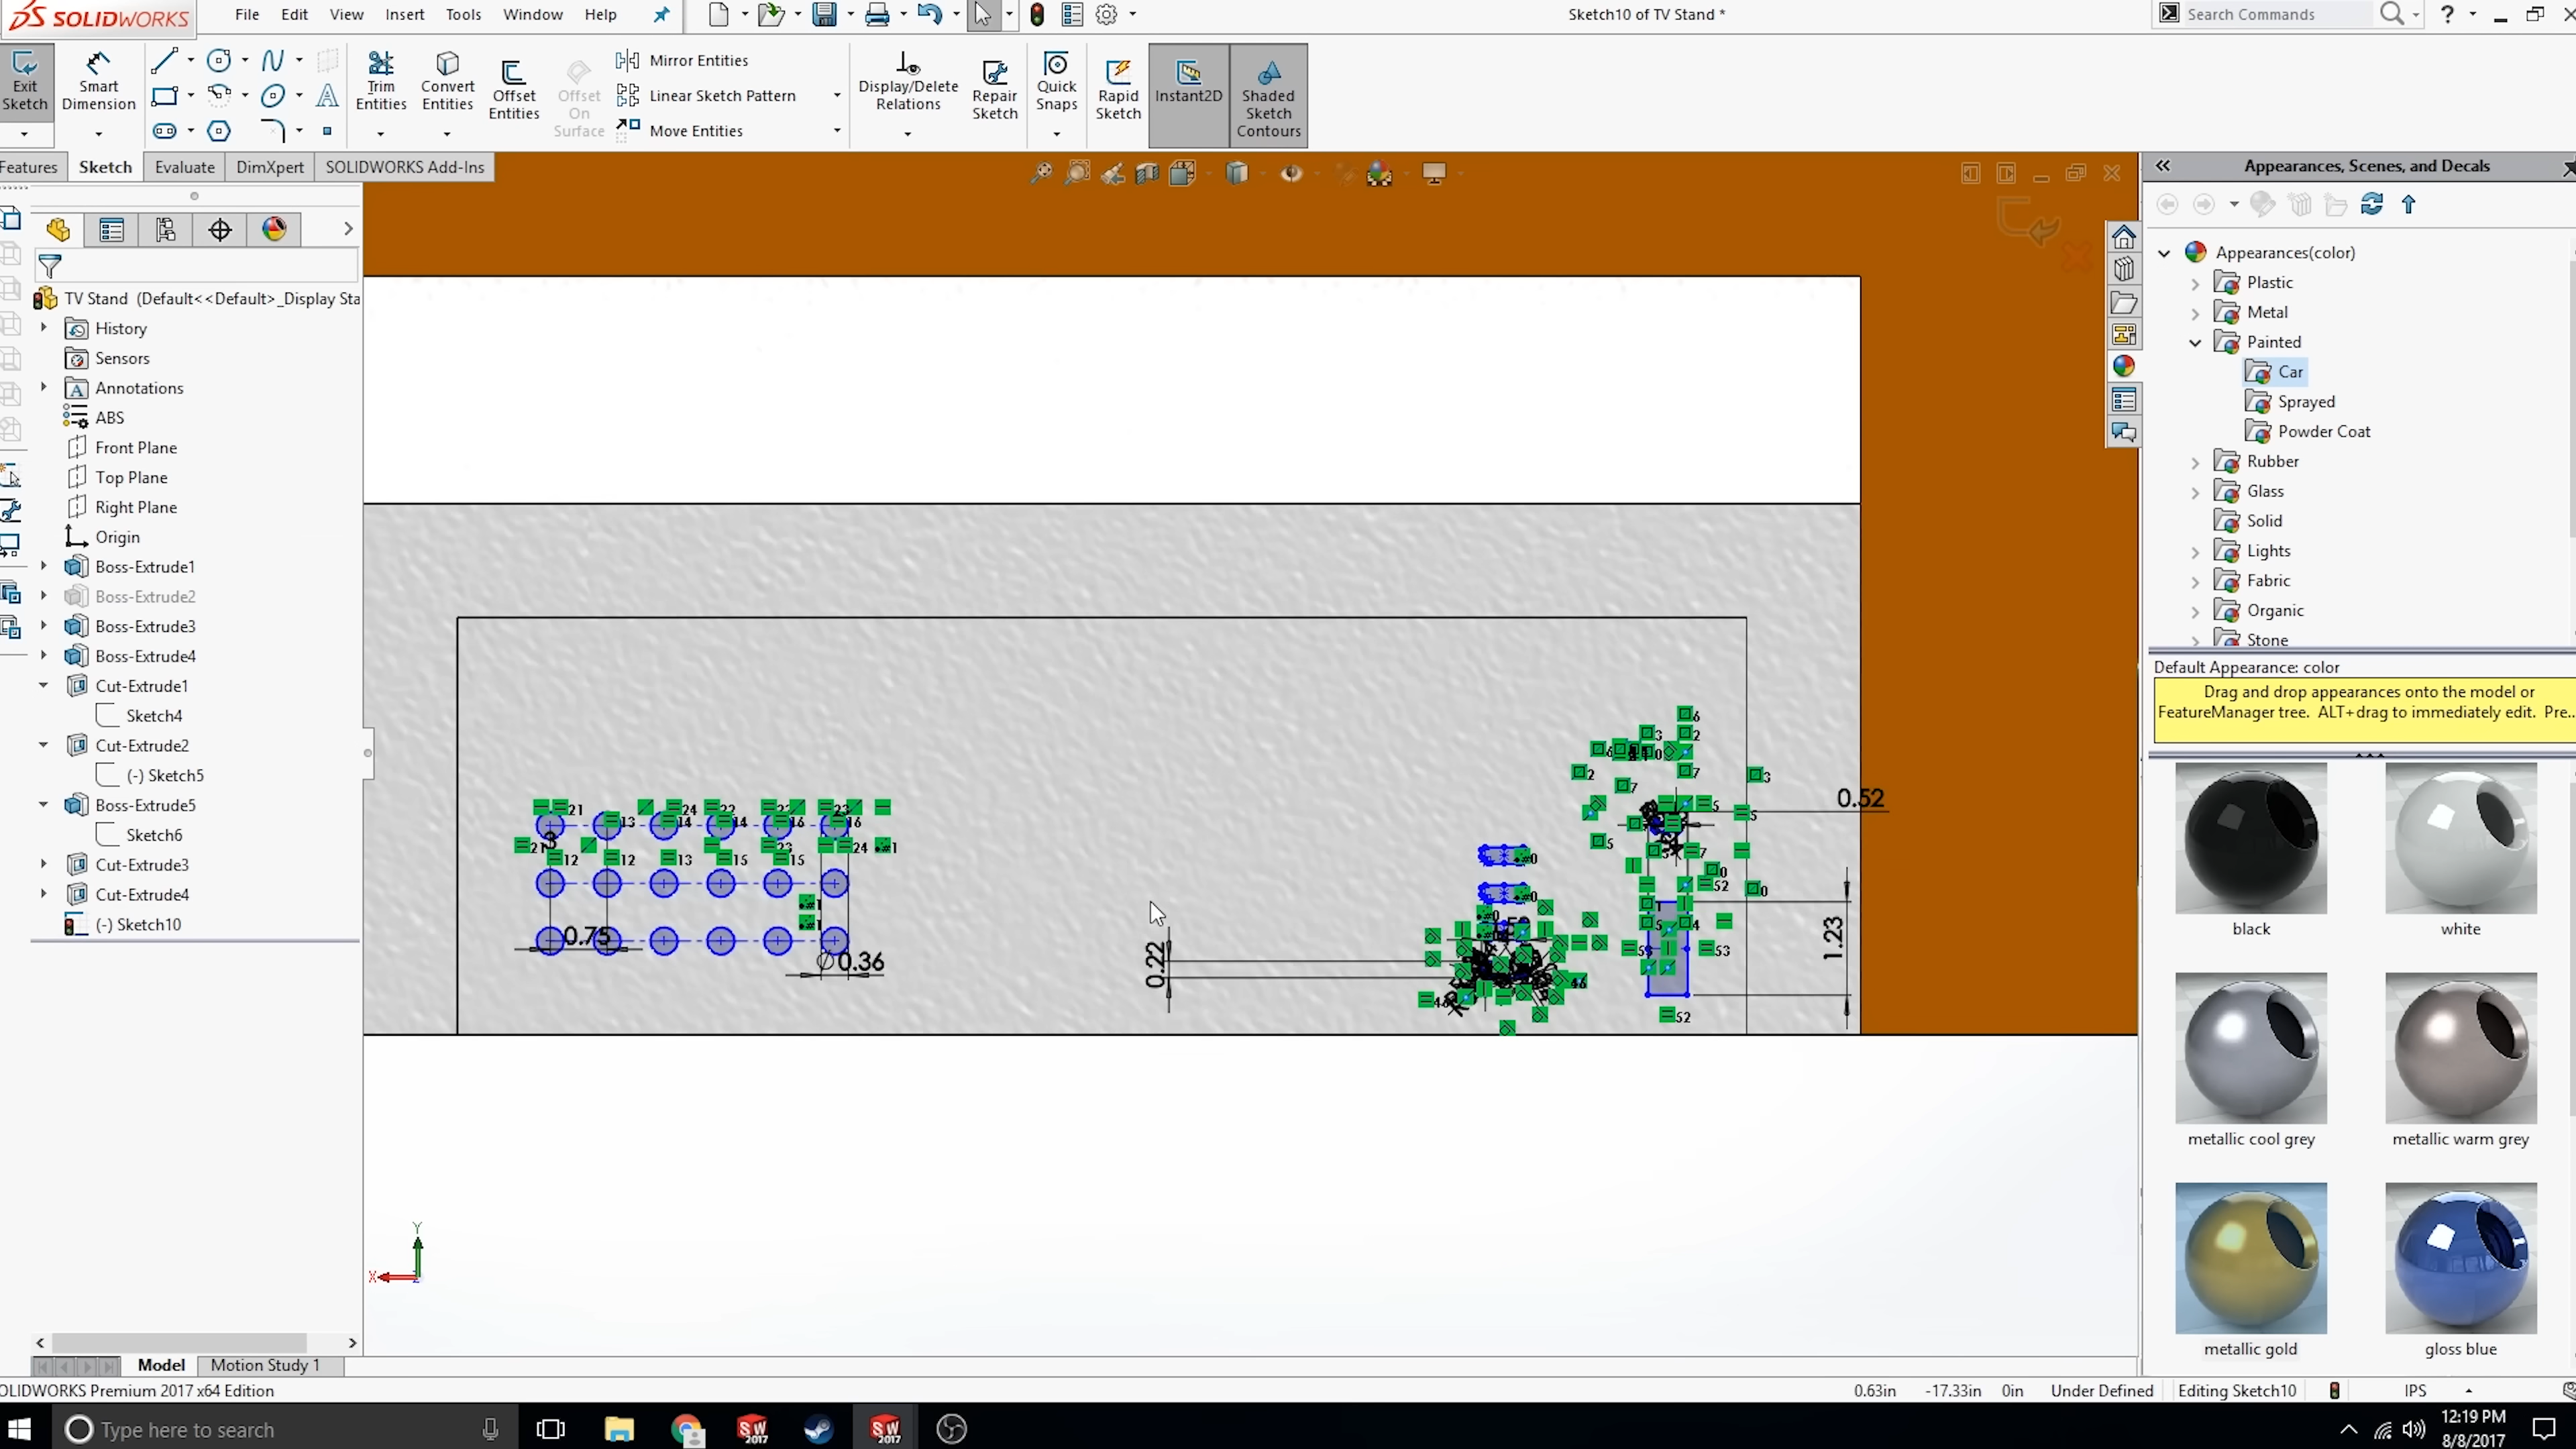 SOLIDWORKS File Edit View Insert Tools Window Help Sketch10 of TV Stand * Search Commands
Exit Sketch
Smart Dimension
Trim Entities
Convert Entities
Offset Entities
Offset On Surface
Mirror Entities
Linear Sketch Pattern
Move Entities
Display/Delete Relations
Repair Sketch
Quick Snaps
Rapid Sketch
Instant2D
Shaded Sketch Contours
Features Sketch Evaluate DimXpert SOLIDWORKS Add-Ins
TV Stand (Default<<Default>_Display Sta
History
Sensors
Annotations
ABS
Front Plane
Top Plane
Right Plane
Origin
Boss-Extrude1
Boss-Extrude2
Boss-Extrude3
Boss-Extrude4
Cut-Extrude1
Sketch4
Cut-Extrude2
(-) Sketch5
Boss-Extrude5
Sketch6
Cut-Extrude3
Cut-Extrude4
(-) Sketch10
3
0.75
0.36
0.22
0.52
1.23
Y
X
Appearances, Scenes, and Decals
Appearances(color)
Plastic
Metal
Painted
Car
Sprayed
Powder Coat
Rubber
Glass
Solid
Lights
Fabric
Organic
Stone
Default Appearance: color
Drag and drop appearances onto the model or
FeatureManager tree. ALT+drag to immediately edit. Pre...
black white
metallic cool grey metallic warm grey
metallic gold gloss blue
Model Motion Study 1
OLIDWORKS Premium 2017 x64 Edition 0.63in -17.33in 0in Under Defined Editing Sketch10 IPS
Type here to search
12:19 PM
8/8/2017